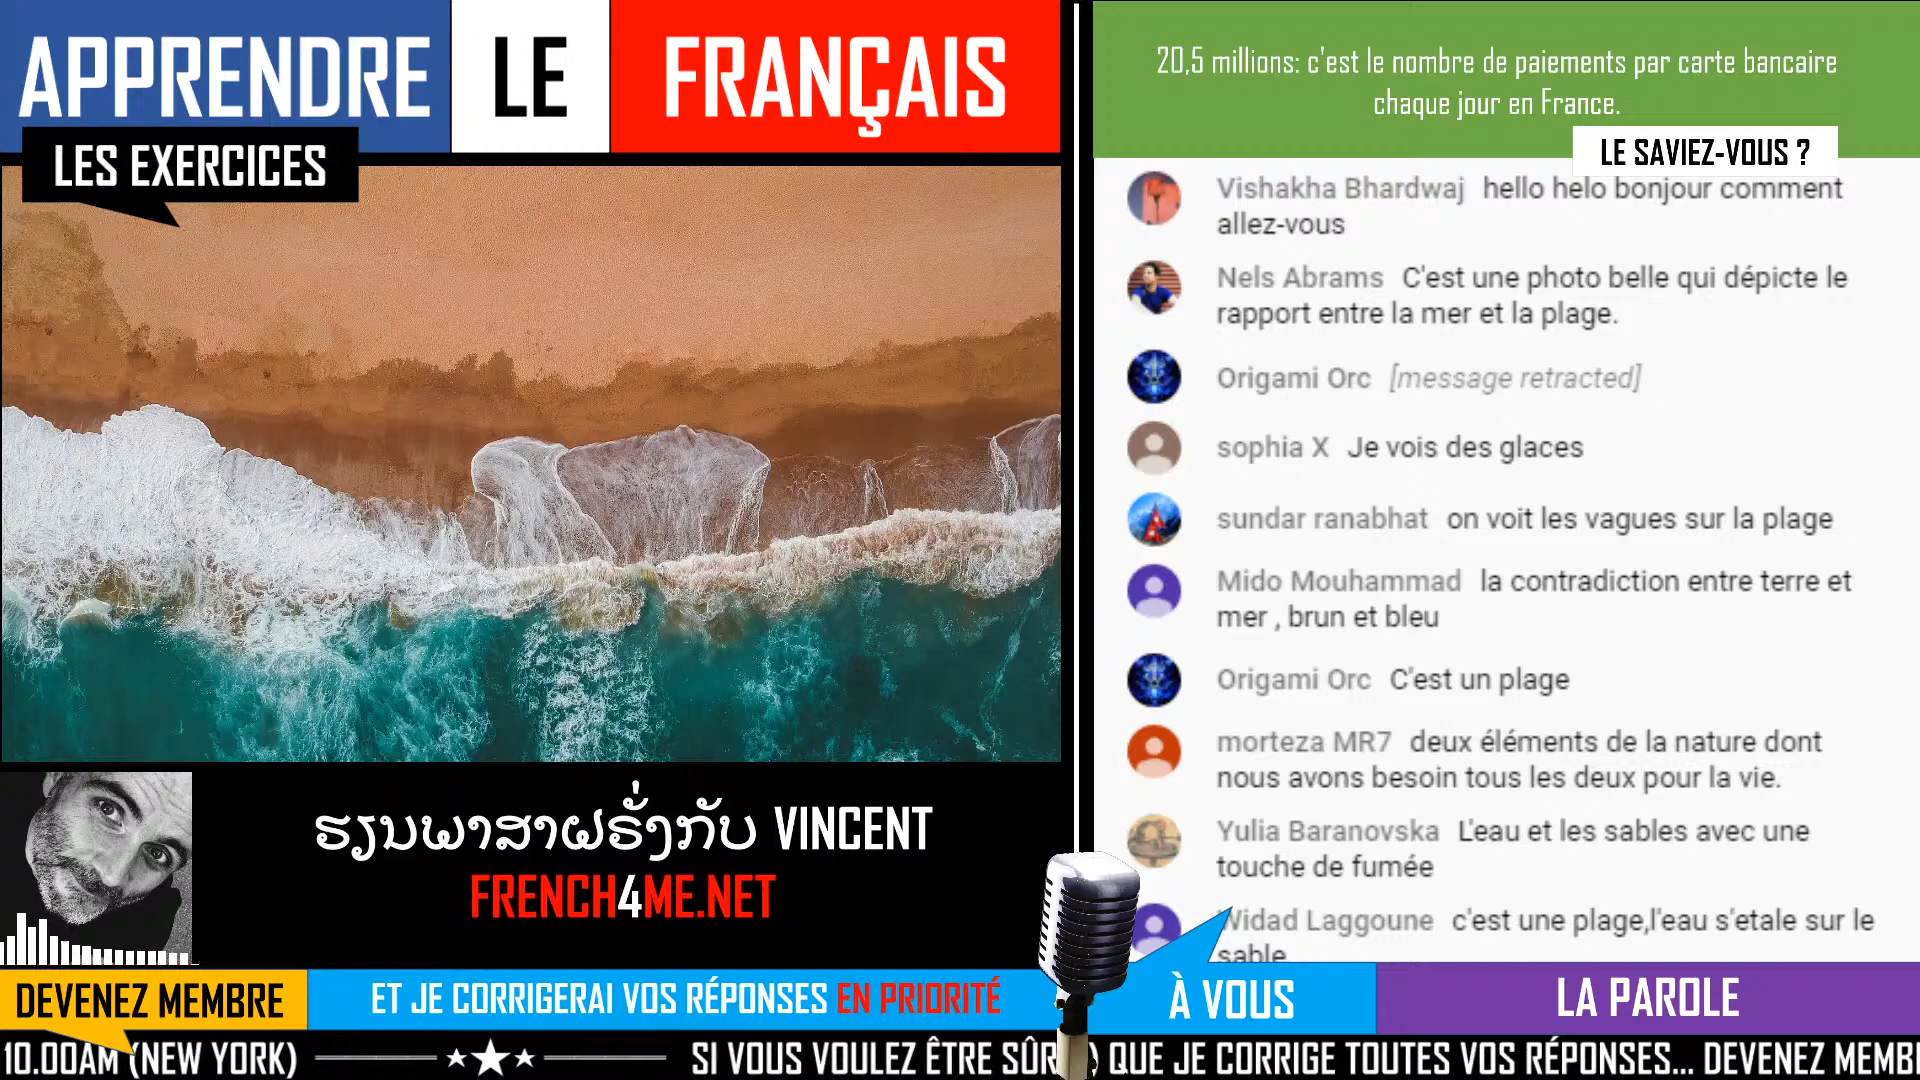 APPRENDRE LE FRANÇAIS
LES EXERCICES
20,5 millions: c'est le nombre de paiements par carte bancaire
chaque jour en France.
LE SAVIEZ-VOUS ?
Vishakha Bhardwaj hello helo bonjour comment
allez-vous
Nels Abrams C'est une photo belle qui dépicte le
rapport entre la mer et la plage.
Origami Orc [message retracted]
sophia X Je vois des glaces
sundar ranabhat on voit les vagues sur la plage
Mido Mouhammad la contradiction entre terre et
mer , brun et bleu
Origami Orc C'est un plage
morteza MR7 deux éléments de la nature dont
nous avons besoin tous les deux pour la vie.
Yulia Baranovska L'eau et les sables avec une
touche de fumée
Widad Laggoune c'est une plage,l'eau s'etale sur le
sable
ຮຽນພາສາຝຣັ່ງກັບ VINCENT
FRENCH4ME.NET
DEVENEZ MEMBRE
ET JE CORRIGERAI VOS RÉPONSES EN PRIORITÉ
À VOUS
LA PAROLE
10.00AM (NEW YORK) SI VOUS VOULEZ ÊTRE SÛR QUE JE CORRIGE TOUTES VOS RÉPONSES... DEVENEZ MEMB